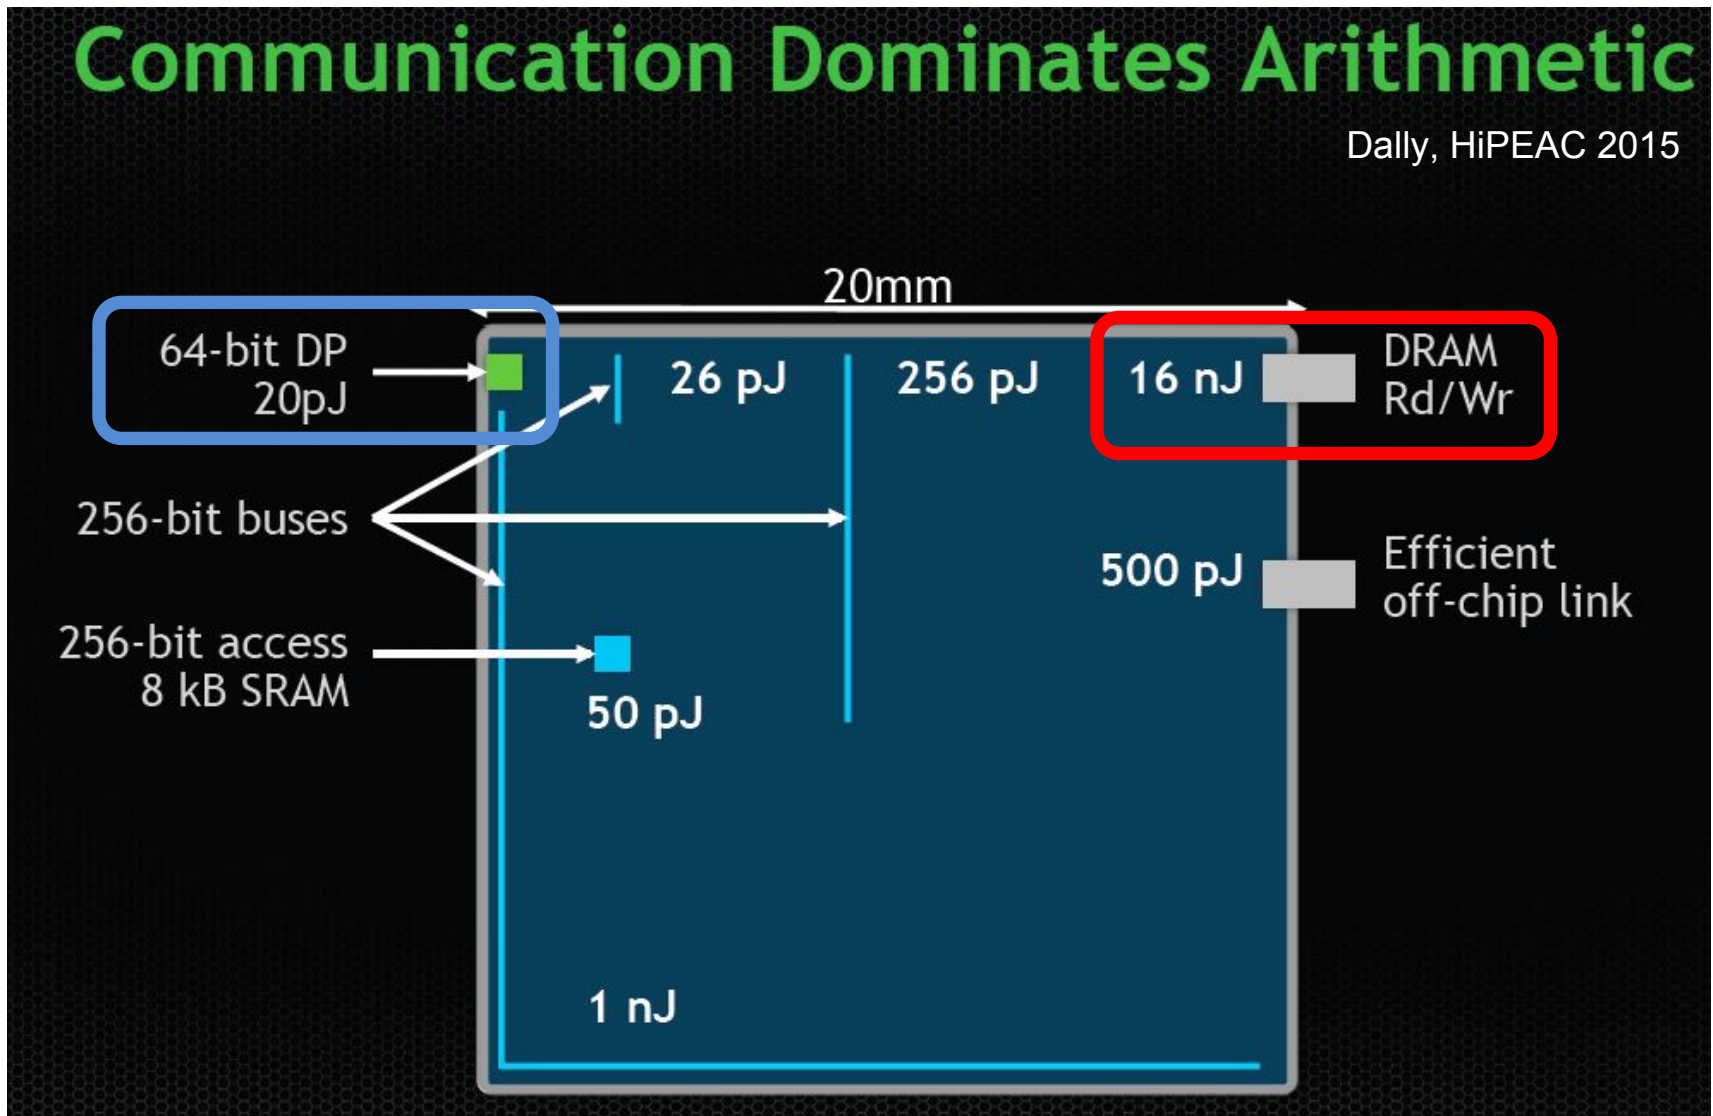 Communication Dominates Arithmetic
Dally, HiPEAC 2015
20mm
64-bit DP
20pJ
26 pJ
256 pJ
16 nJ
DRAM
Rd/Wr
256-bit buses
500 pJ
Efficient
off-chip link
256-bit access
8 kB SRAM
50 pJ
1 nJ